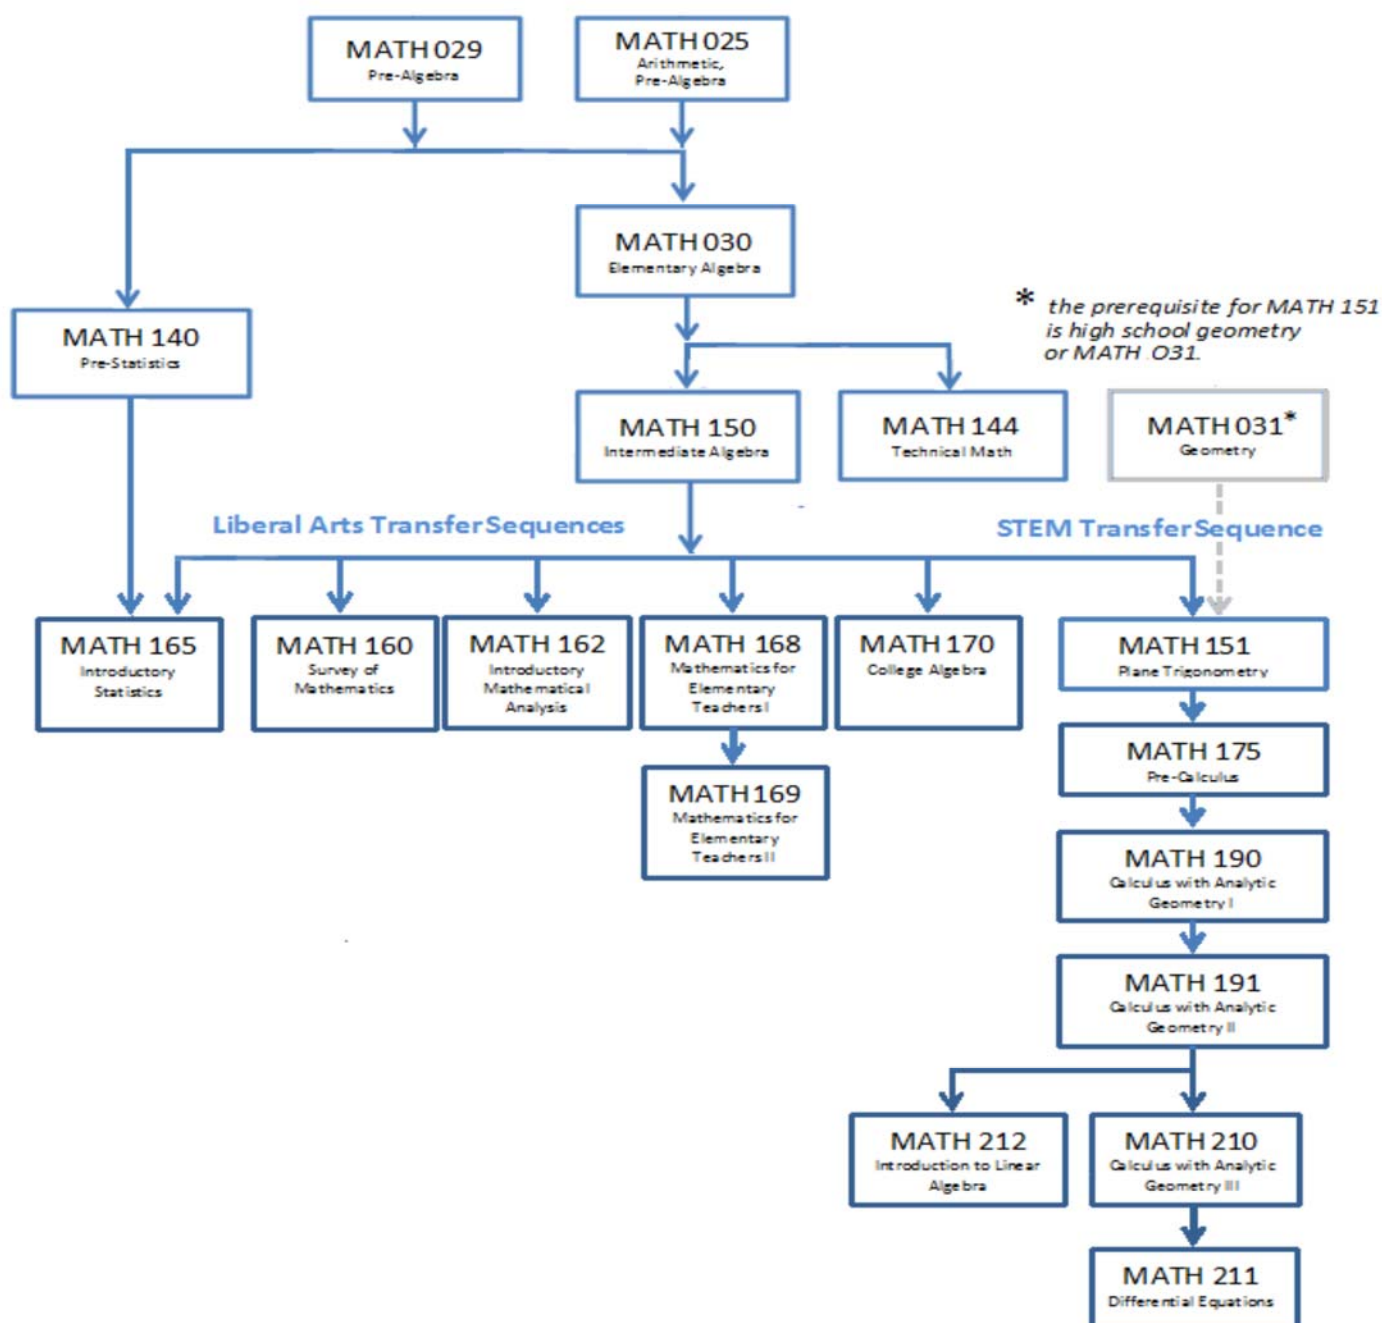 MATH 029
Pre-Algebra
MATH 025
Arithmetic,
Pre-Algebra
MATH 030
Elementary Algebra
* the prerequisite for MATH 151
is high school geometry
or MATH O31.
MATH 140
Pre-Statistics
MATH 150
Intermediate Algebra
MATH 144
Technical Math
MATH 031*
Geometry
Liberal Arts Transfer Sequences
STEM Transfer Sequence
MATH 165
Introductory
Statistics
MATH 160
Survey of
Mathematics
MATH 162
Introductory
Mathematical
Analysis
MATH 168
Mathematics for
Elementary
Teachers I
MATH 170
College Algebra
MATH 151
Plane Trigonometry
MATH 175
Pre-Calculus
MATH 169
Mathematics for
Elementary
Teachers II
MATH 190
Calculus with Analytic
Geometry I
MATH 191
Calculus with Analytic
Geometry II
MATH 212
Introduction to Linear
Algebra
MATH 210
Calculus with Analytic
Geometry III
MATH 211
Differential Equations